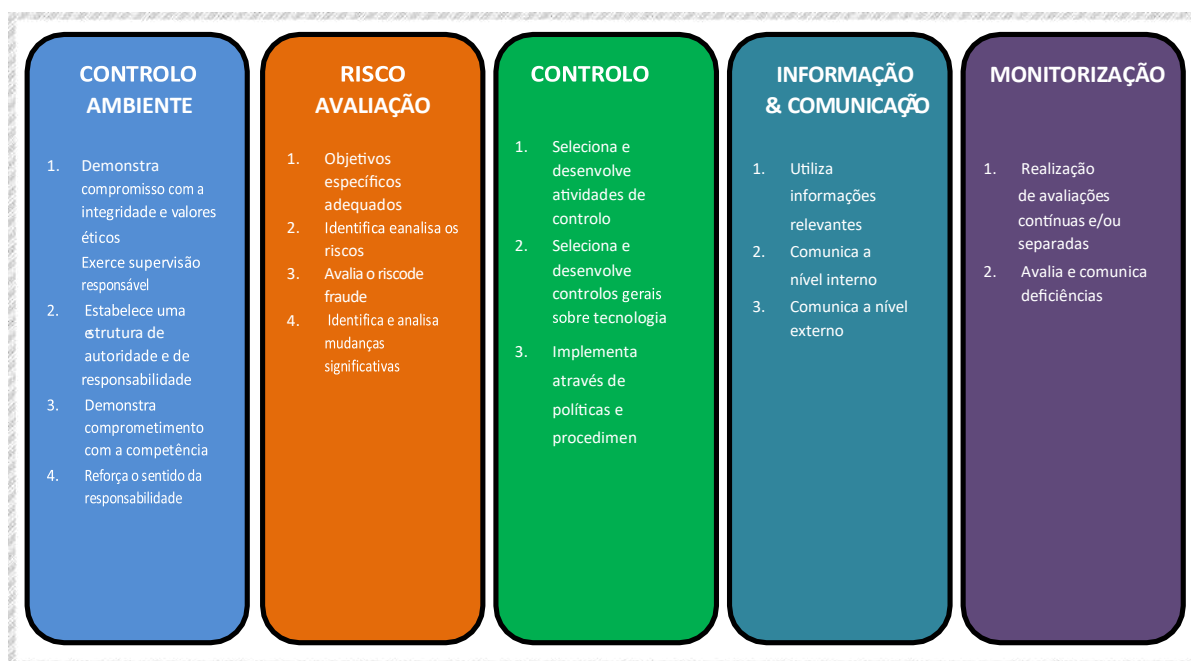 CONTROLO
AMBIENTE
1. Demonstra
compromisso com a
integridade e valores
éticos
Exerce supervisão
responsável
2. Estabelece uma
estrutura de
autoridade e de
responsabilidade
3. Demonstra
comprometimento
com a competência
4. Reforça o sentido da
responsabilidade
RISCO
AVALIAÇÃO
1. Objetivos
específicos
adequados
2. Identifica eanalisa os
riscos
3. Avalia o riscode
fraude
4. Identifica e analisa
mudanças
significativas
CONTROLO
1. Seleciona e
desenvolve
atividades de
controlo
2. Seleciona e
desenvolve
controlos gerais
sobre tecnologia
3. Implementa
através de
políticas e
procedimen
INFORMAÇÃO
& COMUNICAÇÃO
1. Utiliza
informações
relevantes
2. Comunica a
nível interno
3. Comunica a nível
externo
MONITORIZAÇÃO
1. Realização
de avaliações
contínuas e/ou
separadas
2. Avalia e comunica
deficiências